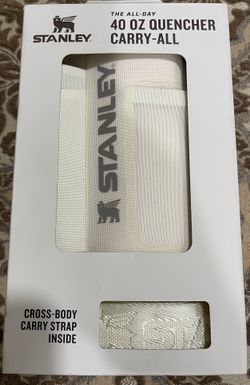 STANLEY
THE ALL-DAY
40 OZ QUENCHER
CARRY-ALL
STANLEY
CROSS-BODY
CARRY STRAP
INSIDE